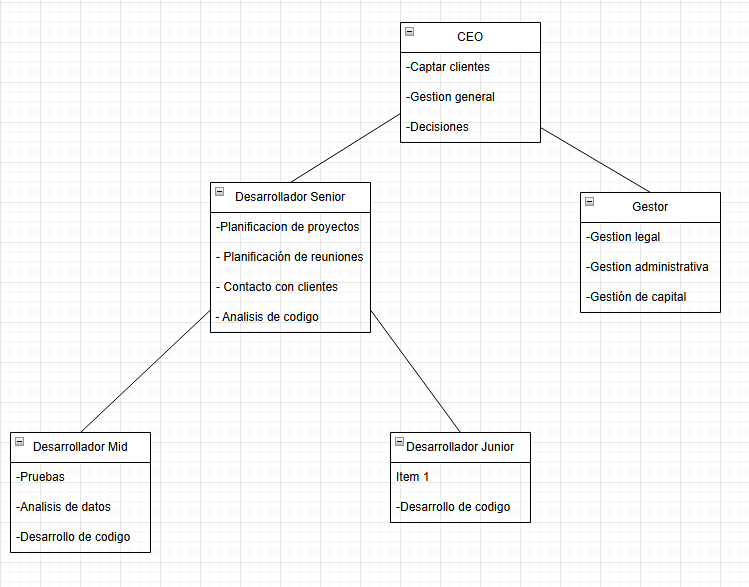 CEO
-Captar clientes
-Gestion general
-Decisiones
Desarrollador Senior
-Planificacion de proyectos
- Planificación de reuniones
- Contacto con clientes
- Analisis de codigo
Gestor
-Gestion legal
-Gestion administrativa
-Gestión de capital
Desarrollador Mid
-Pruebas
-Analisis de datos
-Desarrollo de codigo
Desarrollador Junior
Item 1
-Desarrollo de codigo